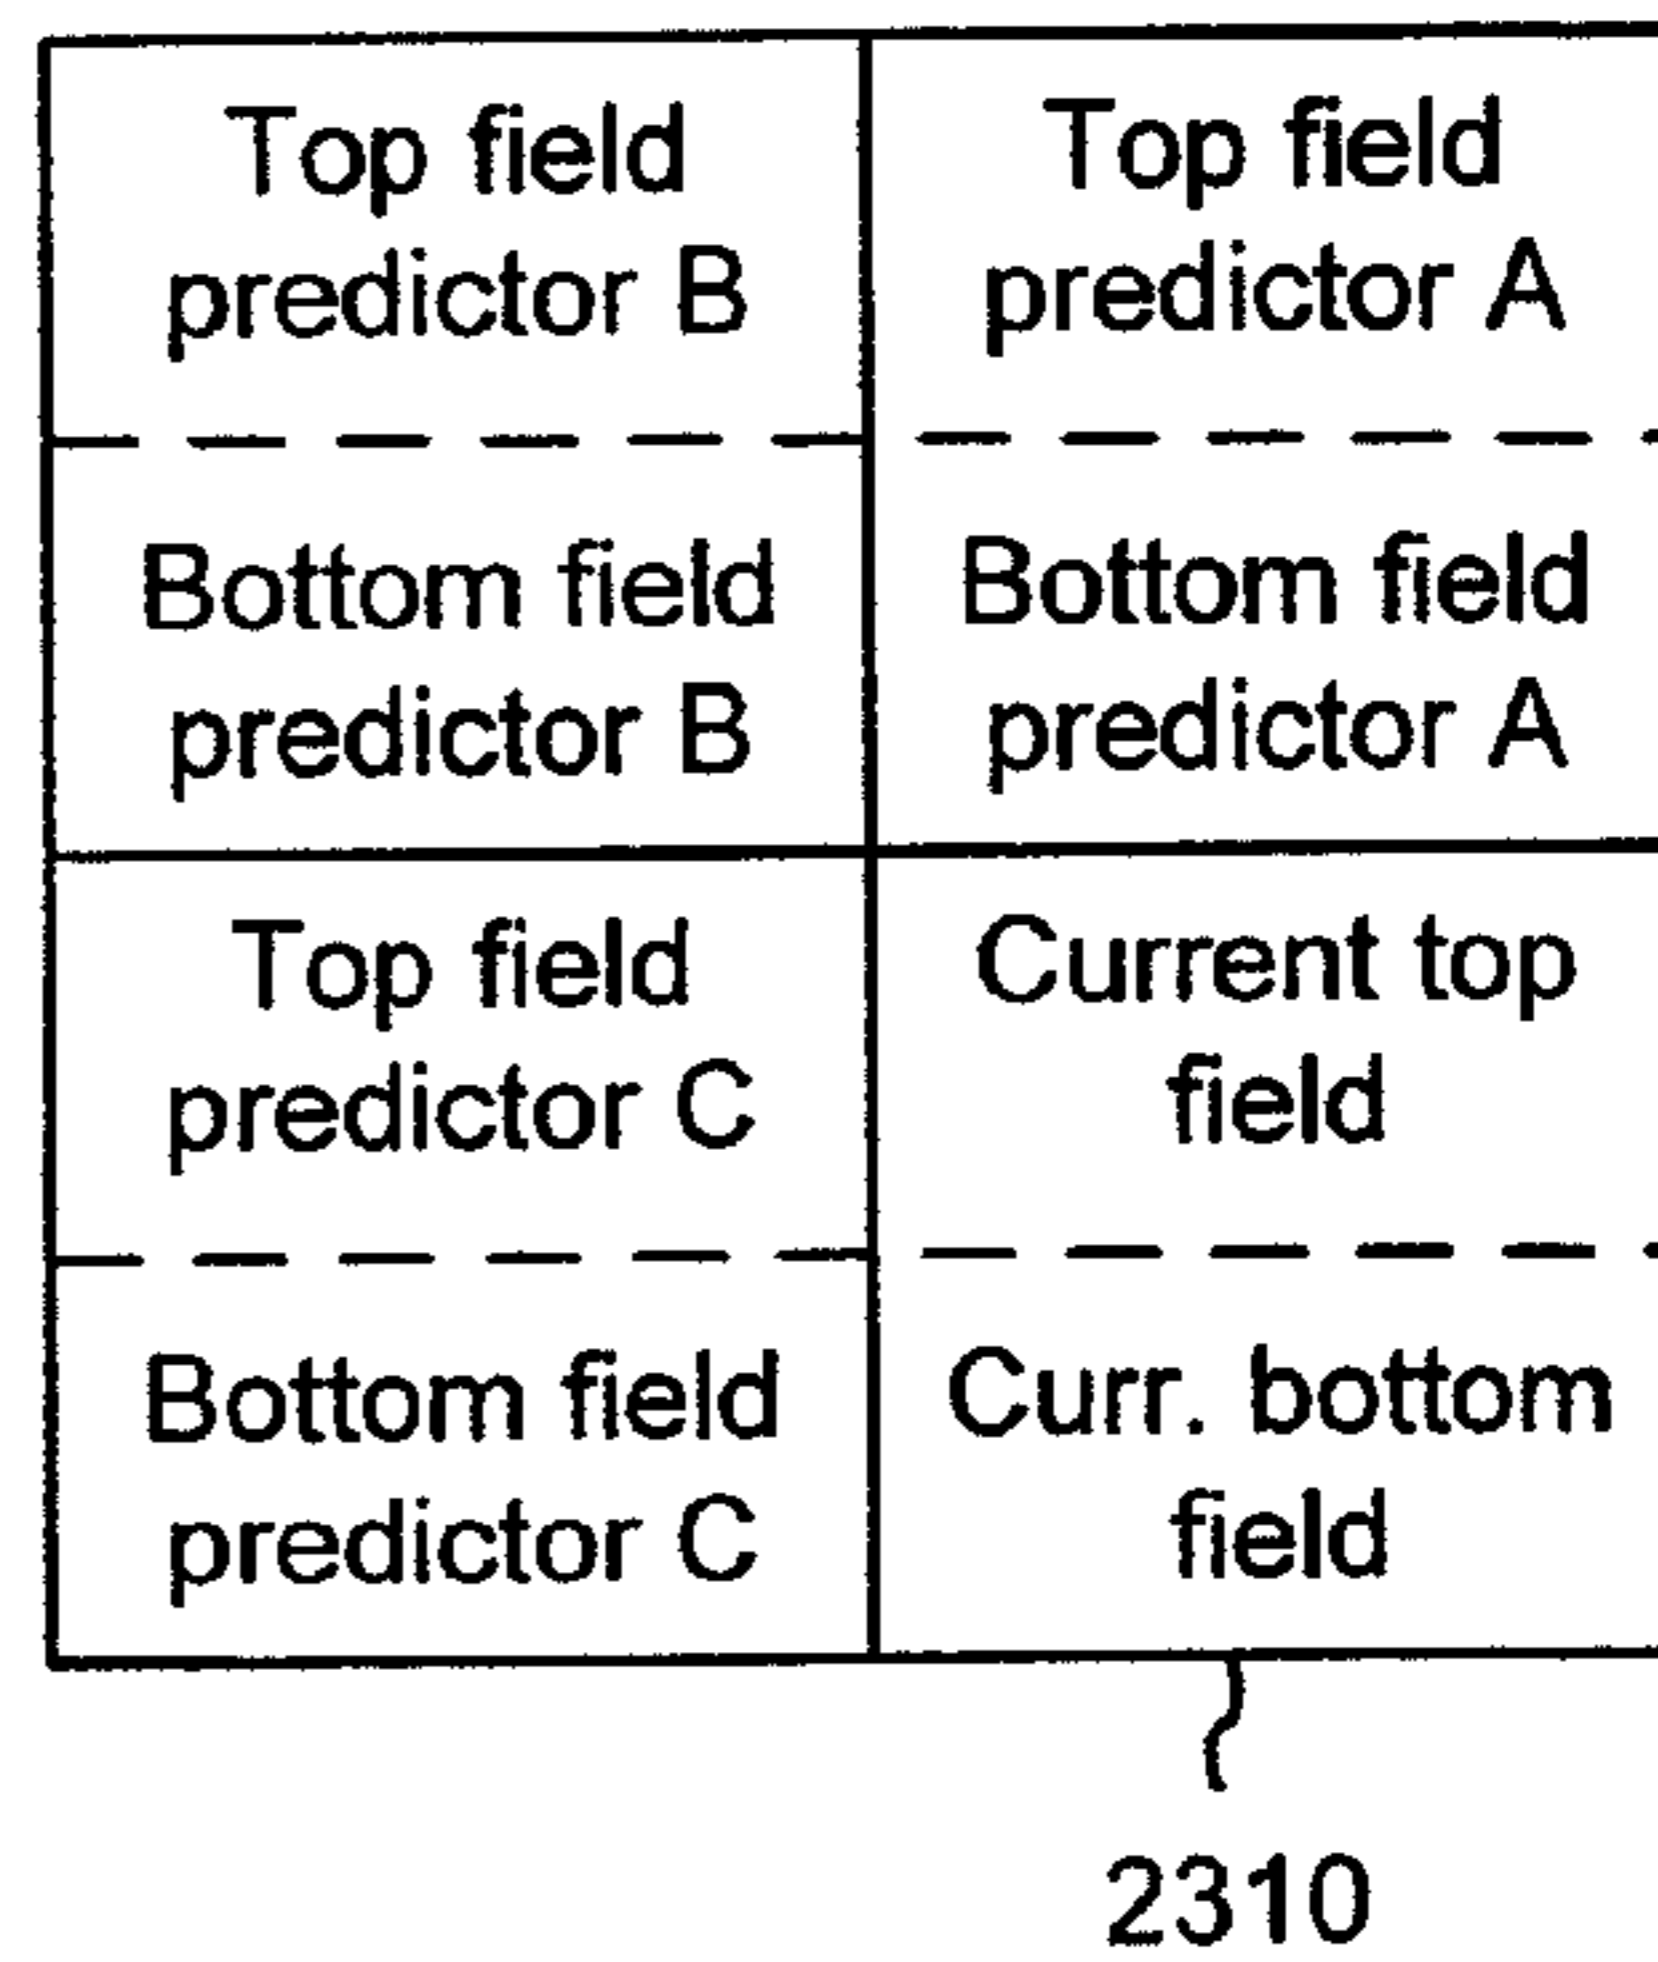 Top field
predictor B
Top field
predictor A
Bottom field
predictor B
Bottom field
predictor A
Top field
predictor C
Current top
field
Bottom field
predictor C
Curr. bottom
field
2310